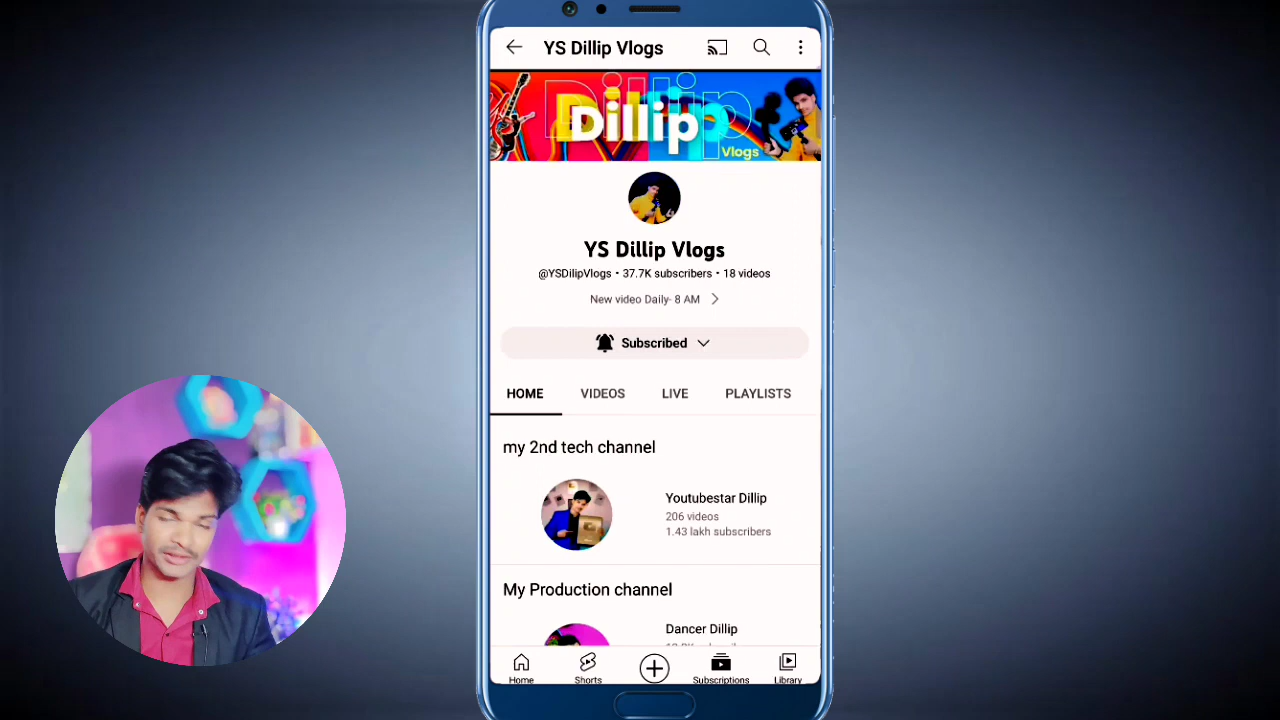 YS Dillip Vlogs
Dillip
Dillip
Vlogs
YS Dillip Vlogs
@YSDilipVlogs • 37.7K subscribers • 18 videos
New video Daily- 8 AM
Subscribed
HOME VIDEOS LIVE PLAYLISTS
my 2nd tech channel
Youtubestar Dillip
206 videos
1.43 lakh subscribers
My Production channel
Dancer Dillip
Home Shorts Subscriptions Library